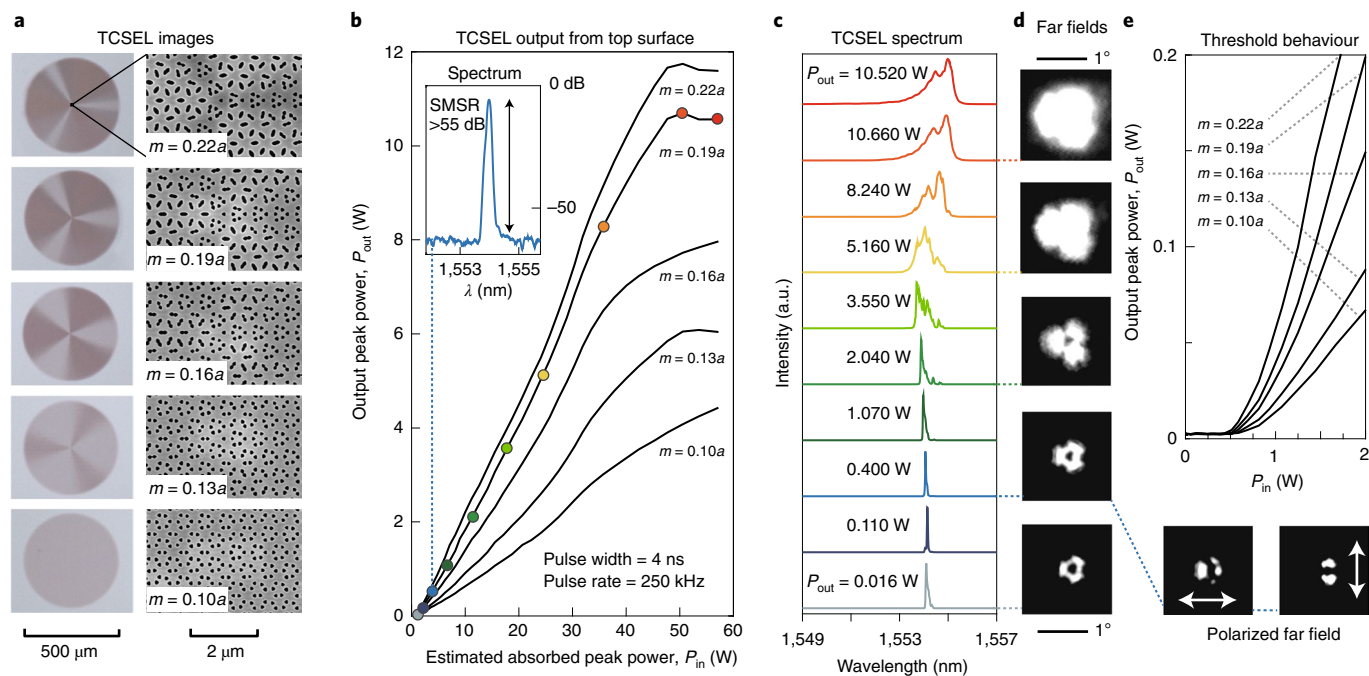 a
TCSEL images
m = 0.22a
m = 0.19a
m = 0.16a
m = 0.13a
m = 0.10a
500 μm
2 μm
b
TCSEL output from top surface
Output peak power, Pout (W)
12
10
8
6
4
2
0
0 10 20 30 40 50 60
Estimated absorbed peak power, Pin (W)
Spectrum
SMSR
>55 dB
0 dB
–50
1,553 1,555
λ (nm)
m = 0.22a
m = 0.19a
m = 0.16a
m = 0.13a
m = 0.10a
Pulse width = 4 ns
Pulse rate = 250 kHz
c
TCSEL spectrum
Intensity (a.u.)
Pout = 10.520 W
10.660 W
8.240 W
5.160 W
3.550 W
2.040 W
1.070 W
0.400 W
0.110 W
Pout = 0.016 W
1,549 1,553 1,557
Wavelength (nm)
d
Far fields
1°
1°
e
Threshold behaviour
Output peak power, Pout (W)
0.2
0.1
0
m = 0.22a
m = 0.19a
m = 0.16a
m = 0.13a
m = 0.10a
0 1 2
Pin (W)
Polarized far field